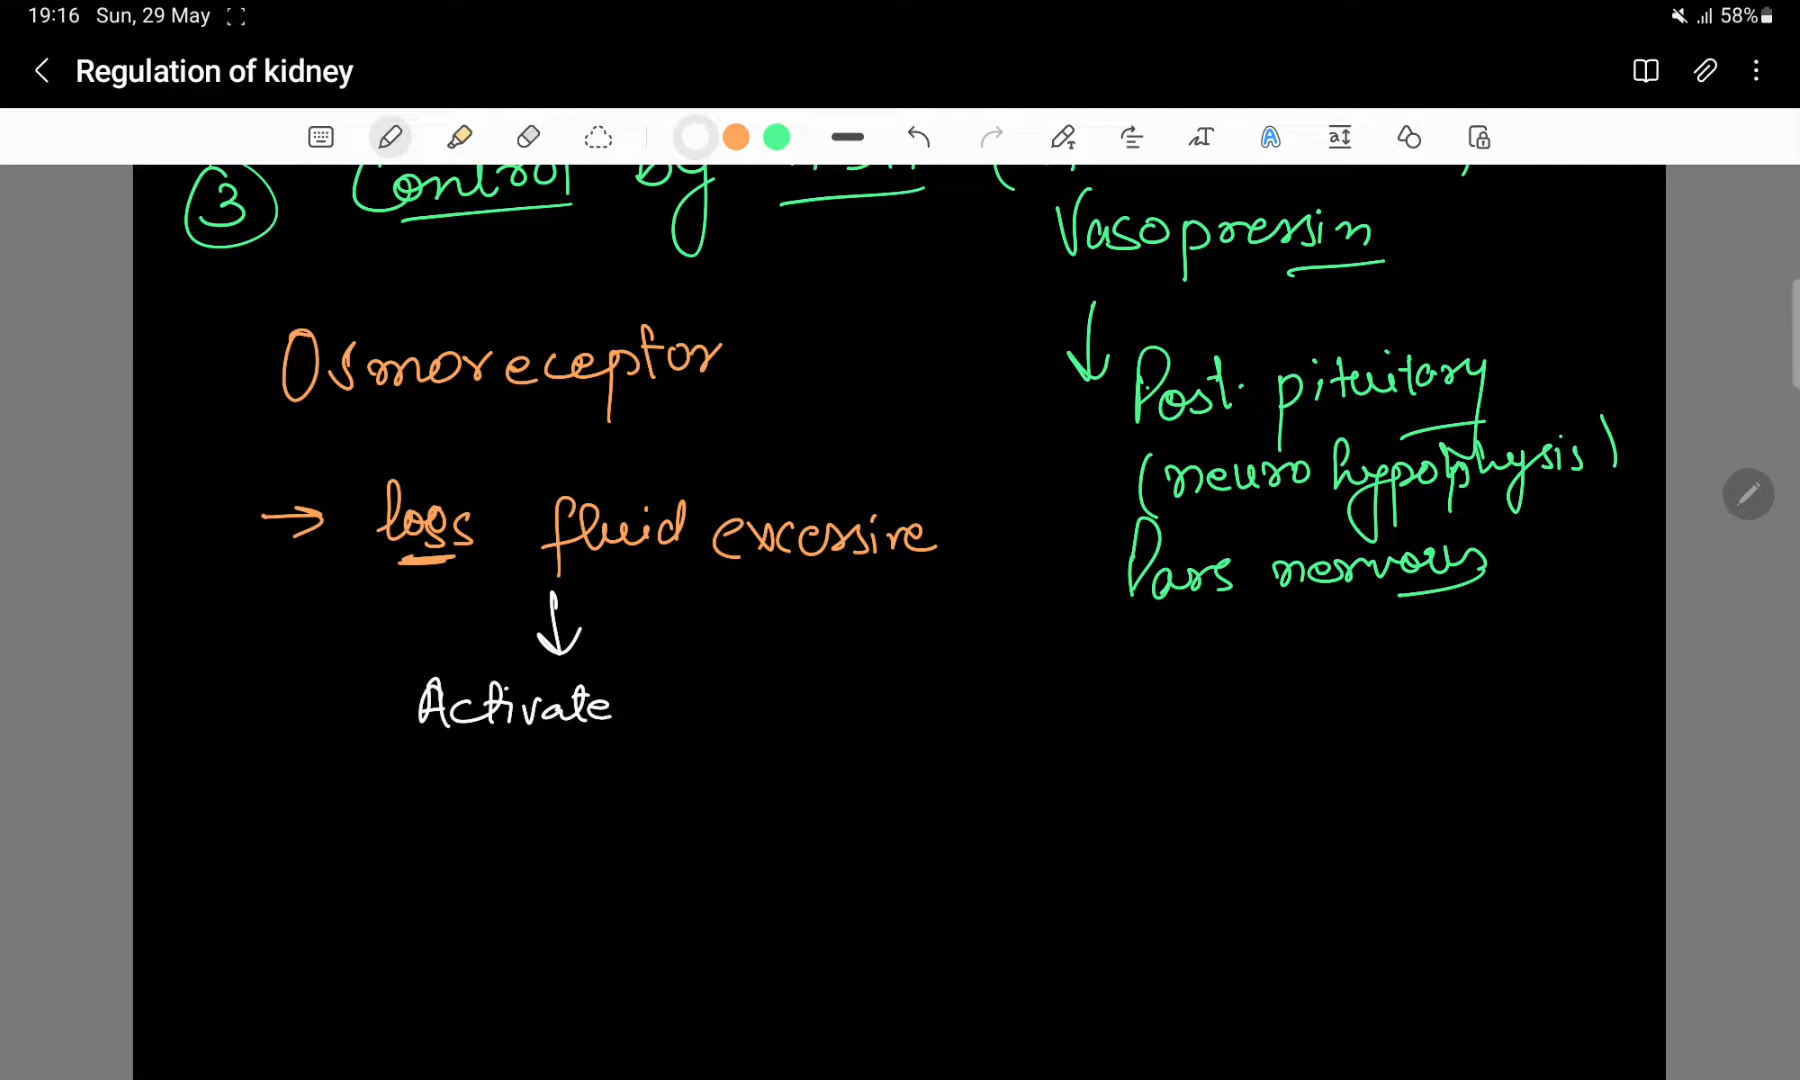 19:16 Sun, 29 May
58%
Regulation of kidney
3 Control by
Vasopressin
Osmoreceptor
Post. pituitary
(neuro hypophysis)
→ loss fluid excessive
Pars nervous
↓
Activate